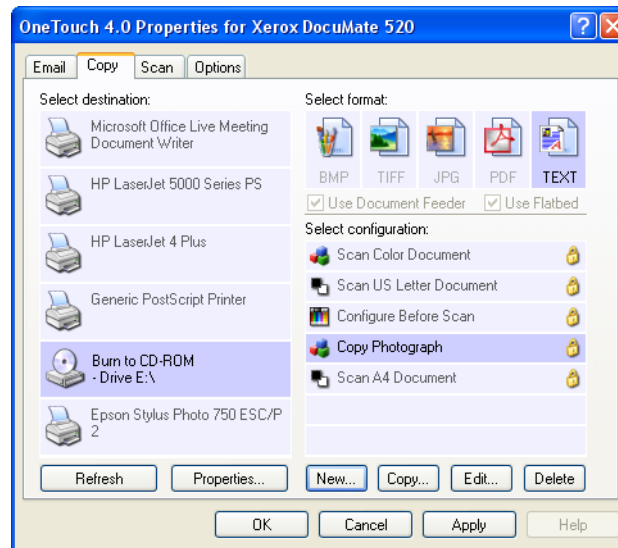 OneTouch 4.0 Properties for Xerox DocuMate 520
Email Copy Scan Options
Select destination:
Microsoft Office Live Meeting
Document Writer
HP LaserJet 5000 Series PS
HP LaserJet 4 Plus
Generic PostScript Printer
Burn to CD-ROM
- Drive E:\
Epson Stylus Photo 750 ESC/P
2
Refresh Properties...
Select format:
BMP TIFF JPG PDF TEXT
Use Document Feeder Use Flatbed
Select configuration:
Scan Color Document
Scan US Letter Document
Configure Before Scan
Copy Photograph
Scan A4 Document
New... Copy... Edit... Delete
OK Cancel Apply Help